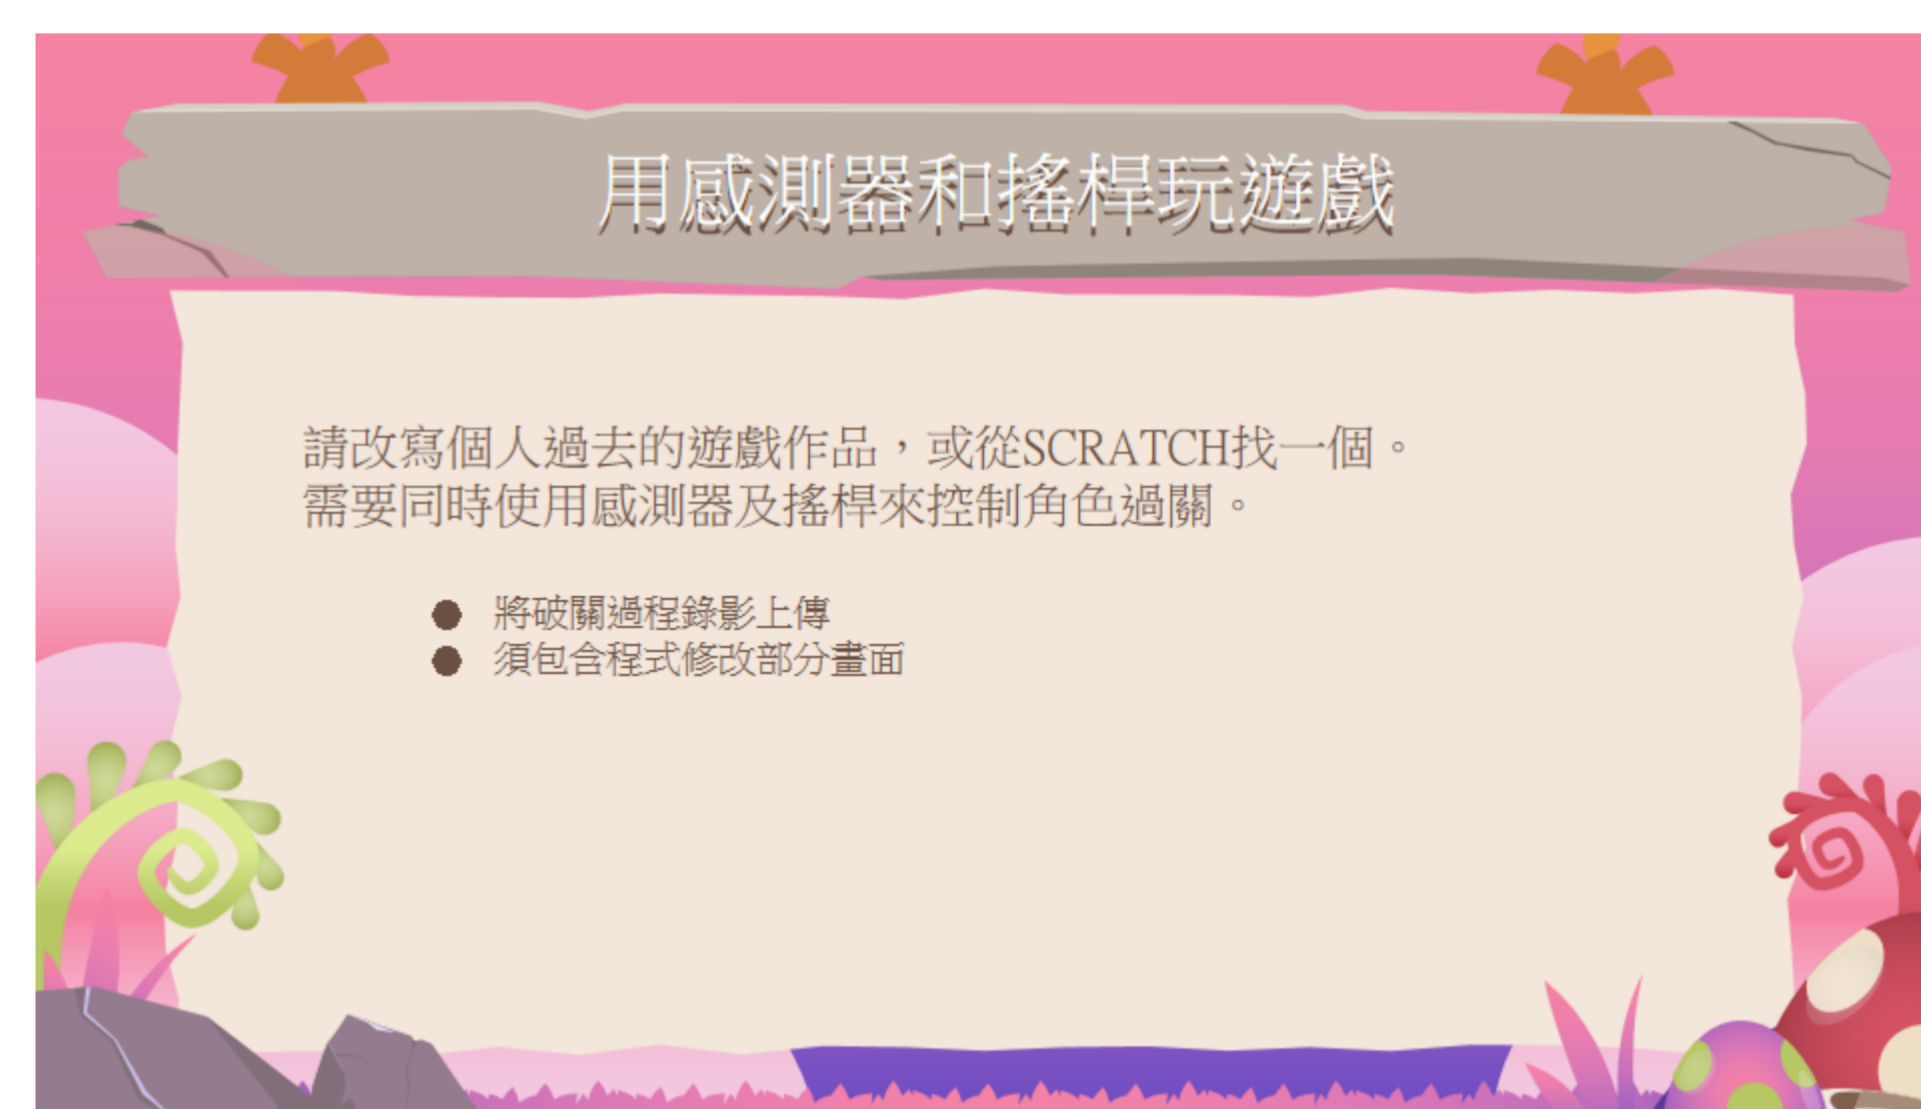 用感測器和搖桿玩遊戲
請改寫個人過去的遊戲作品，或從SCRATCH找一個。
需要同時使用感測器及搖桿來控制角色過關。
● 將破關過程錄影上傳
● 須包含程式修改部分畫面